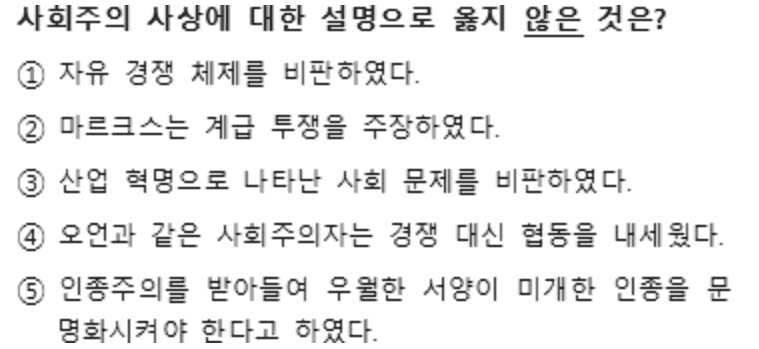 사회주의 사상에 대한 설명으로 옳지 않은 것은?
① 자유 경쟁 체제를 비판하였다.
② 마르크스는 계급 투쟁을 주장하였다.
③ 산업 혁명으로 나타난 사회 문제를 비판하였다.
④ 오언과 같은 사회주의자는 경쟁 대신 협동을 내세웠다.
⑤ 인종주의를 받아들여 우월한 서양이 미개한 인종을 문
명화시켜야 한다고 하였다.